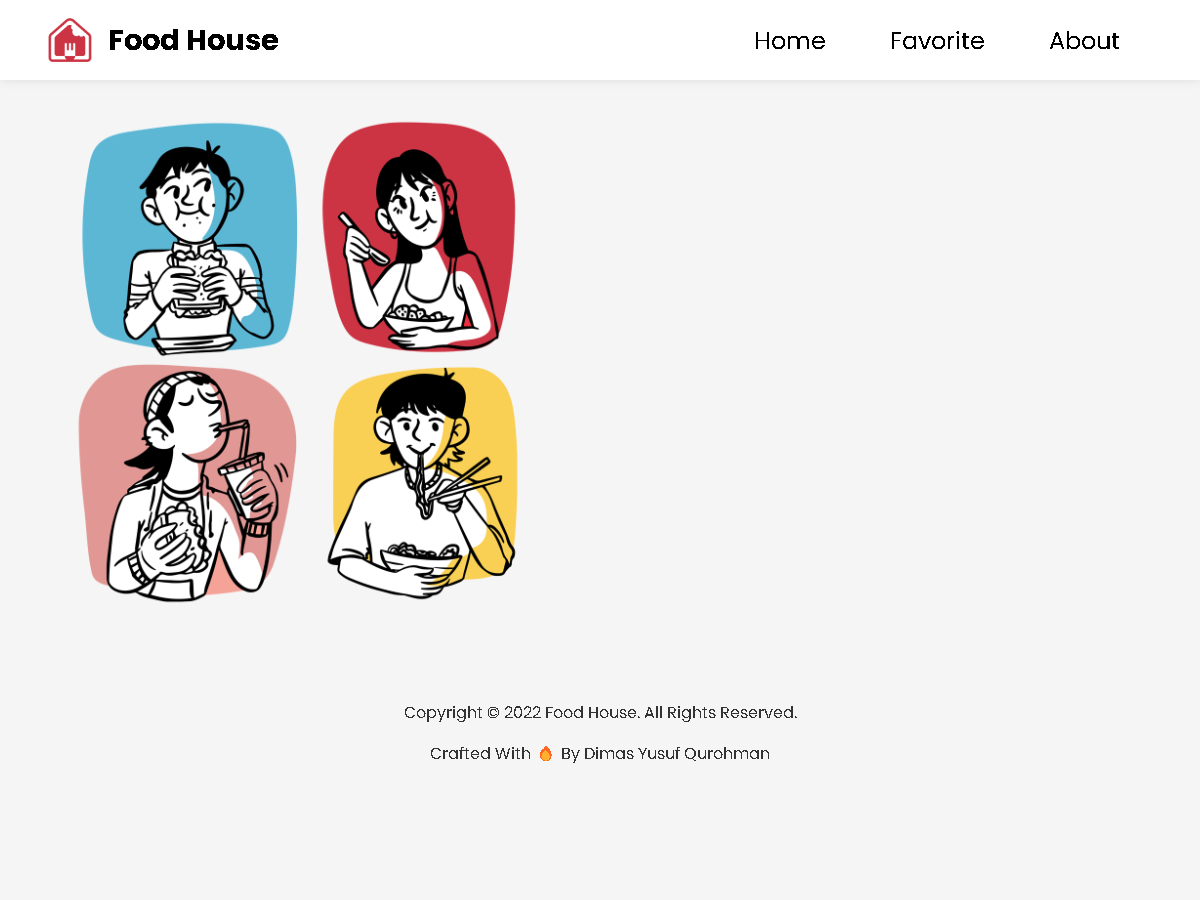 Food House
Home Favorite About
Copyright © 2022 Food House. All Rights Reserved.
Crafted With 🔥 By Dimas Yusuf Qurohman